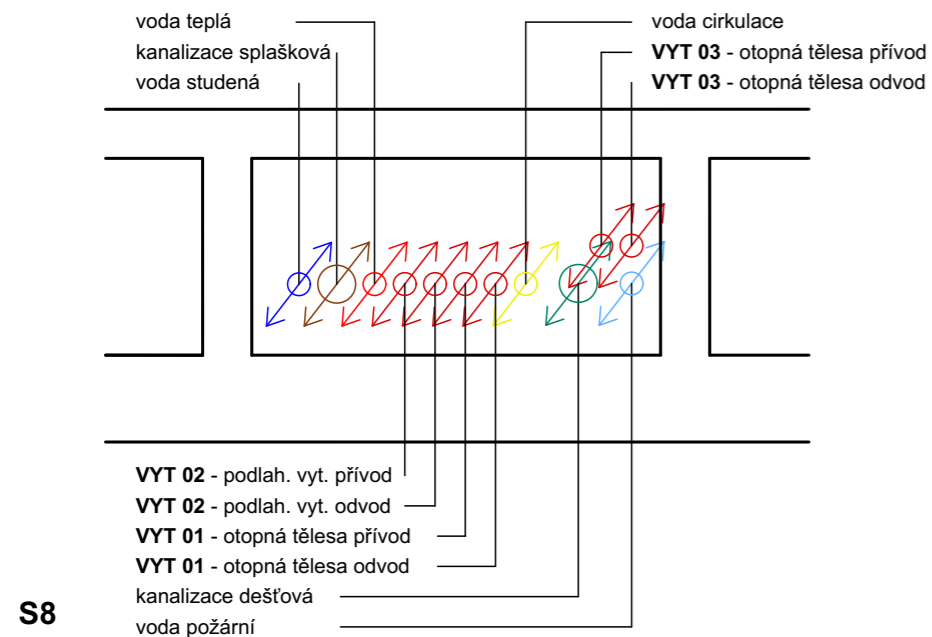 voda teplá
kanalizace splašková
voda studená
voda cirkulace
VYT 03 - otopná tělesa přívod
VYT 03 - otopná tělesa odvod
VYT 02 - podlah. vyt. přívod
VYT 02 - podlah. vyt. odvod
VYT 01 - otopná tělesa přívod
VYT 01 - otopná tělesa odvod
kanalizace dešťová
voda požární
S8